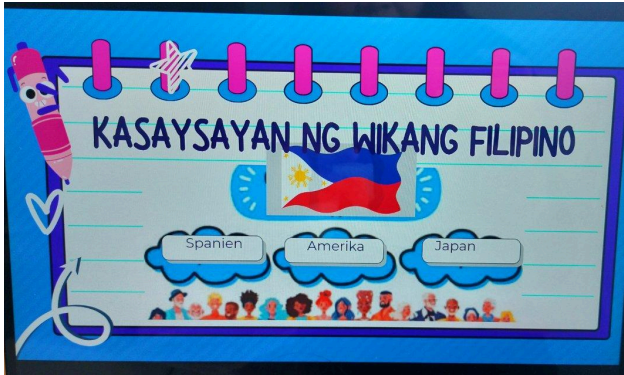 KASAYSAYAN NG WIKANG FILIPINO
Spanien
Amerika
Japan